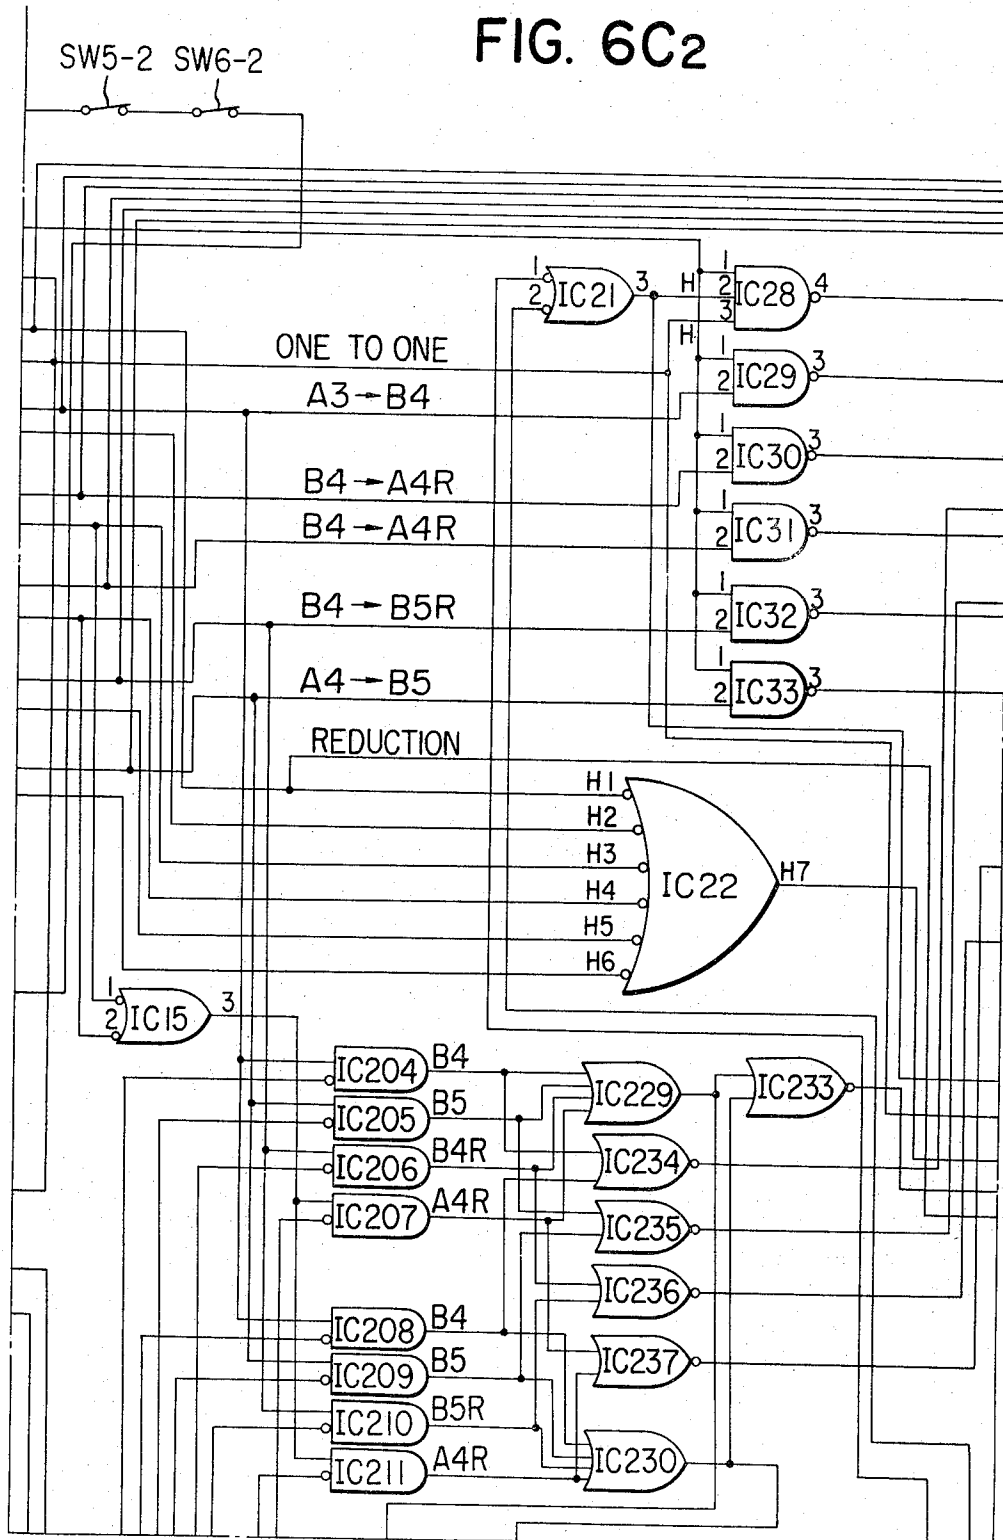 FIG. 6C2
SW5-2 SW6-2
1
2
IC21
3
H
1
2
3
IC28
4
H
ONE TO ONE
1
2
IC29
3
A3→B4
1
2
IC30
3
B4→A4R
1
2
IC31
3
B4→A4R
1
2
IC32
3
B4→B5R
1
2
IC33
3
A4→B5
REDUCTION
H1
H2
H3
H4
H5
H6
IC22
H7
1
2
IC15
3
IC204 B4
IC205 B5
IC206 B4R
IC207 A4R
IC229
IC233
IC234
IC235
IC236
IC237
IC208 B4
IC209 B5
IC210 B5R
IC211 A4R
IC230